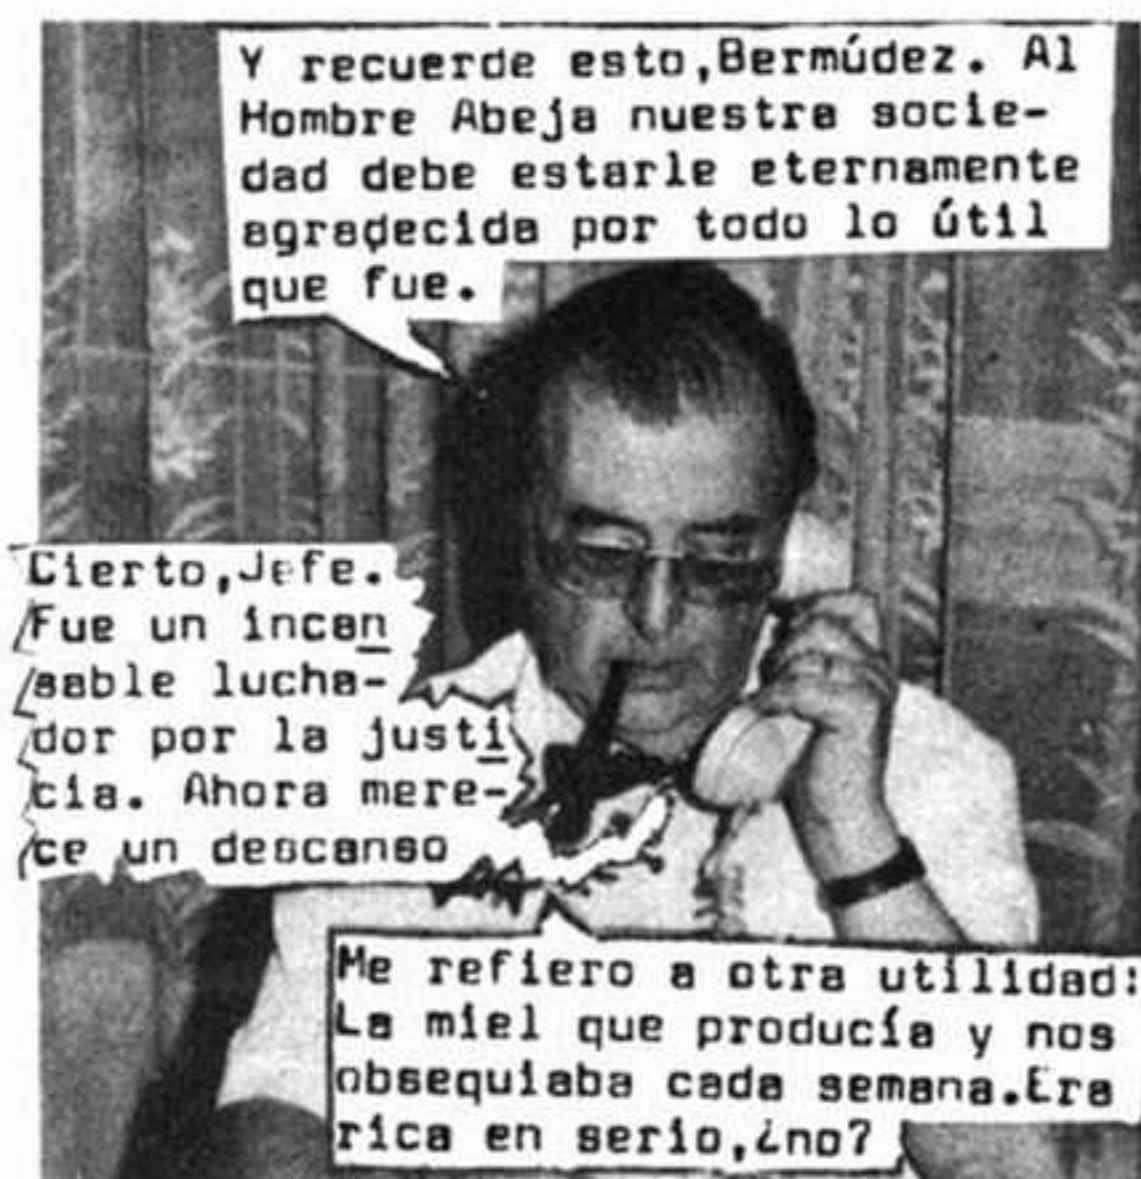 Y recuerde esto,Bermúdez. Al
Hombre Abeja nuestra socie-
dad debe estarle eternamente
agradecida por todo lo útil
que fue.
Cierto,Jefe.
Fue un incan
sable lucha-
dor por la justi
cia. Ahora mere-
ce un descanso
Me refiero a otra utilidad:
La miel que producía y nos
obsequiaba cada semana.Era
rica en serio,¿no?